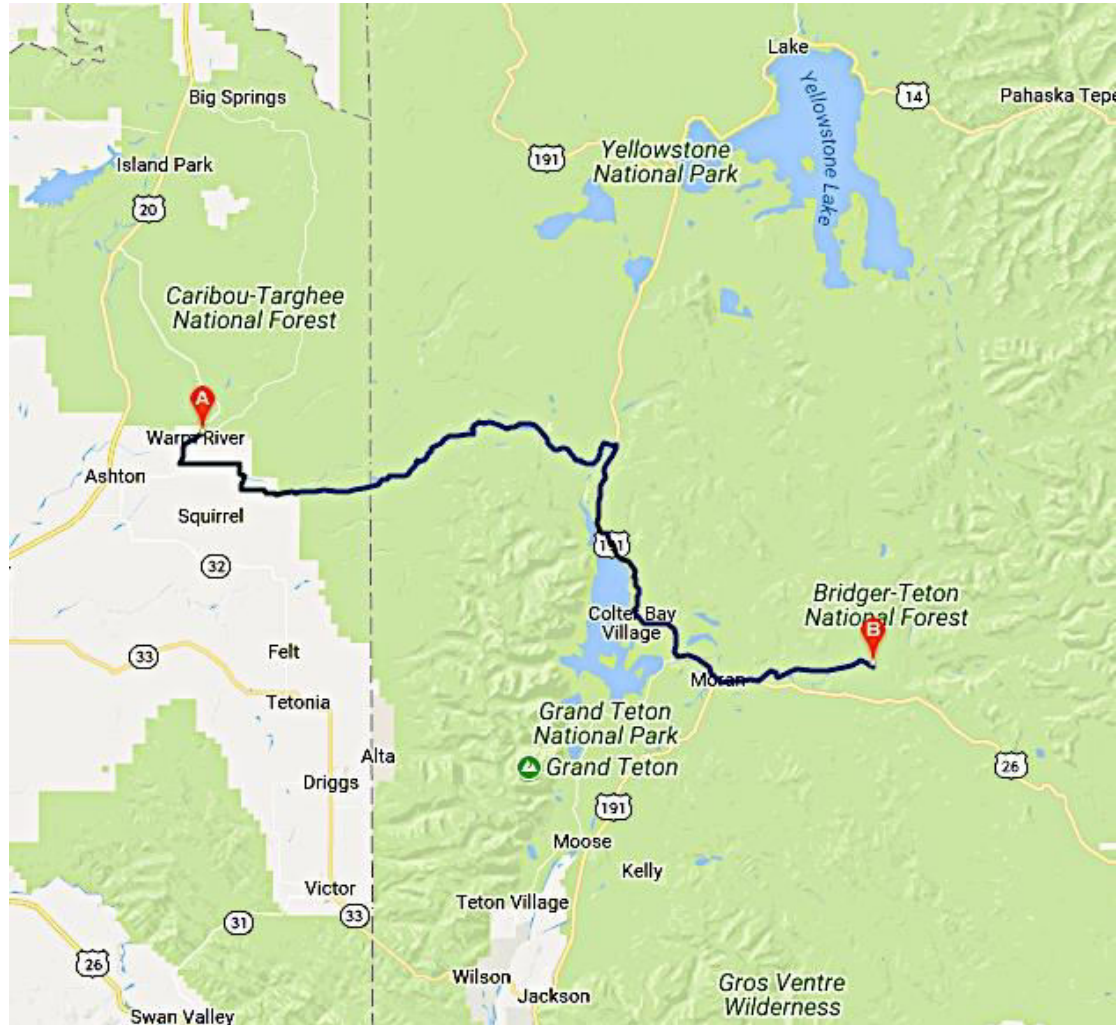 Lake
Big Springs
14
Pahaska Tepe
Island Park
191
Yellowstone
National Park
Yellowstone Lake
20
Caribou-Targhee
National Forest
A
Warm River
Ashton
Squirrel
191
32
Bridger-Teton
National Forest
Colter Bay
Village
B
33
Felt
Moran
Tetonia
Grand Teton
National Park
Alta
Grand Teton
26
Driggs
191
Moose
Kelly
Victor
Teton Village
33
31
26
Wilson
Gros Ventre
Wilderness
Jackson
Swan Valley